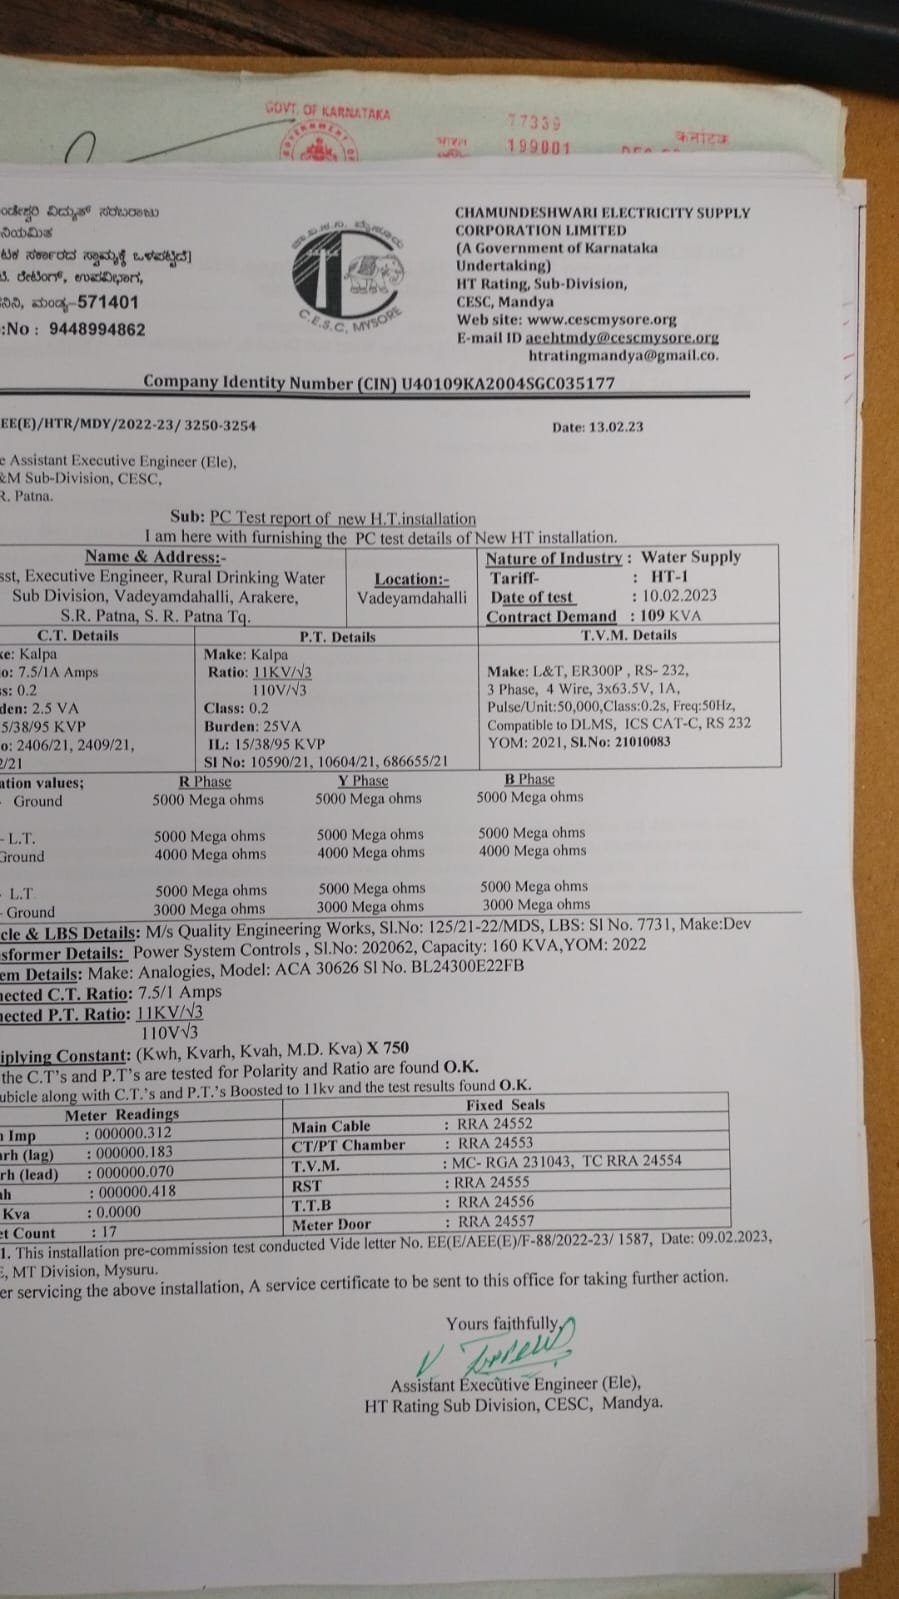 GOVT. OF KARNATAKA
77339
199001
भारत
कर्नाटक
ವಿದ್ಯುತ್ ಸರಬರಾಜು
ನಿಯಮಿತ
ಸರ್ಕಾರದ ಸ್ವಾಮ್ಯಕ್ಕೆ ಒಳಪಟ್ಟಿದೆ]
ರೇಟಿಂಗ್, ಉಪವಿಭಾಗ,
ಮಂಡ್ಯ-571401
:No : 9448994862
C.E.S.C, MYSORE
CHAMUNDESHWARI ELECTRICITY SUPPLY
CORPORATION LIMITED
(A Government of Karnataka
Undertaking)
HT Rating, Sub-Division,
CESC, Mandya
Web site: www.cescmysore.org
E-mail ID aeehtmdy@cescmysore.org
htratingmandya@gmail.co.
Company Identity Number (CIN) U40109KA2004SGC035177
EE(E)/HTR/MDY/2022-23/ 3250-3254 Date: 13.02.23
e Assistant Executive Engineer (Ele),
&M Sub-Division, CESC,
R. Patna.
Sub: PC Test report of new H.T.installation
I am here with furnishing the PC test details of New HT installation.
Name & Address:-
sst, Executive Engineer, Rural Drinking Water
Sub Division, Vadeyamdahalli, Arakere,
S.R. Patna, S. R. Patna Tq.
Location:-
Vadeyamdahalli
Nature of Industry : Water Supply
Tariff- : HT-1
Date of test : 10.02.2023
Contract Demand : 109 KVA
C.T. Details
ke: Kalpa
io: 7.5/1A Amps
ss: 0.2
den: 2.5 VA
5/38/95 KVP
o: 2406/21, 2409/21,
2/21
P.T. Details
Make: Kalpa
Ratio: 11KV/√3
110V/√3
Class: 0.2
Burden: 25VA
IL: 15/38/95 KVP
Sl No: 10590/21, 10604/21, 686655/21
T.V.M. Details
Make: L&T, ER300P , RS- 232,
3 Phase, 4 Wire, 3x63.5V, 1A,
Pulse/Unit:50,000,Class:0.2s, Freq:50Hz,
Compatible to DLMS, ICS CAT-C, RS 232
YOM: 2021, Sl.No: 21010083
ation values; R Phase Y Phase B Phase
- Ground 5000 Mega ohms 5000 Mega ohms 5000 Mega ohms
- L.T. 5000 Mega ohms 5000 Mega ohms 5000 Mega ohms
Ground 4000 Mega ohms 4000 Mega ohms 4000 Mega ohms
- L.T 5000 Mega ohms 5000 Mega ohms 5000 Mega ohms
- Ground 3000 Mega ohms 3000 Mega ohms 3000 Mega ohms
icle & LBS Details: M/s Quality Engineering Works, Sl.No: 125/21-22/MDS, LBS: Sl No. 7731, Make:Dev
sformer Details: Power System Controls , Sl.No: 202062, Capacity: 160 KVA,YOM: 2022
em Details: Make: Analogies, Model: ACA 30626 Sl No. BL24300E22FB
nected C.T. Ratio: 7.5/1 Amps
nected P.T. Ratio: 11KV/√3
110V√3
iplying Constant: (Kwh, Kvarh, Kvah, M.D. Kva) X 750
the C.T's and P.T's are tested for Polarity and Ratio are found O.K.
ubicle along with C.T.'s and P.T.'s Boosted to 11kv and the test results found O.K.
Meter Readings
h Imp : 000000.312
arh (lag) : 000000.183
rh (lead) : 000000.070
ah : 000000.418
Kva : 0.0000
et Count : 17
Fixed Seals
Main Cable : RRA 24552
CT/PT Chamber : RRA 24553
T.V.M. : MC- RGA 231043, TC RRA 24554
RST : RRA 24555
T.T.B : RRA 24556
Meter Door : RRA 24557
1. This installation pre-commission test conducted Vide letter No. EE(E/AEE(E)/F-88/2022-23/ 1587, Date: 09.02.2023,
E, MT Division, Mysuru.
er servicing the above installation, A service certificate to be sent to this office for taking further action.
Yours faithfully,
Assistant Executive Engineer (Ele),
HT Rating Sub Division, CESC, Mandya.